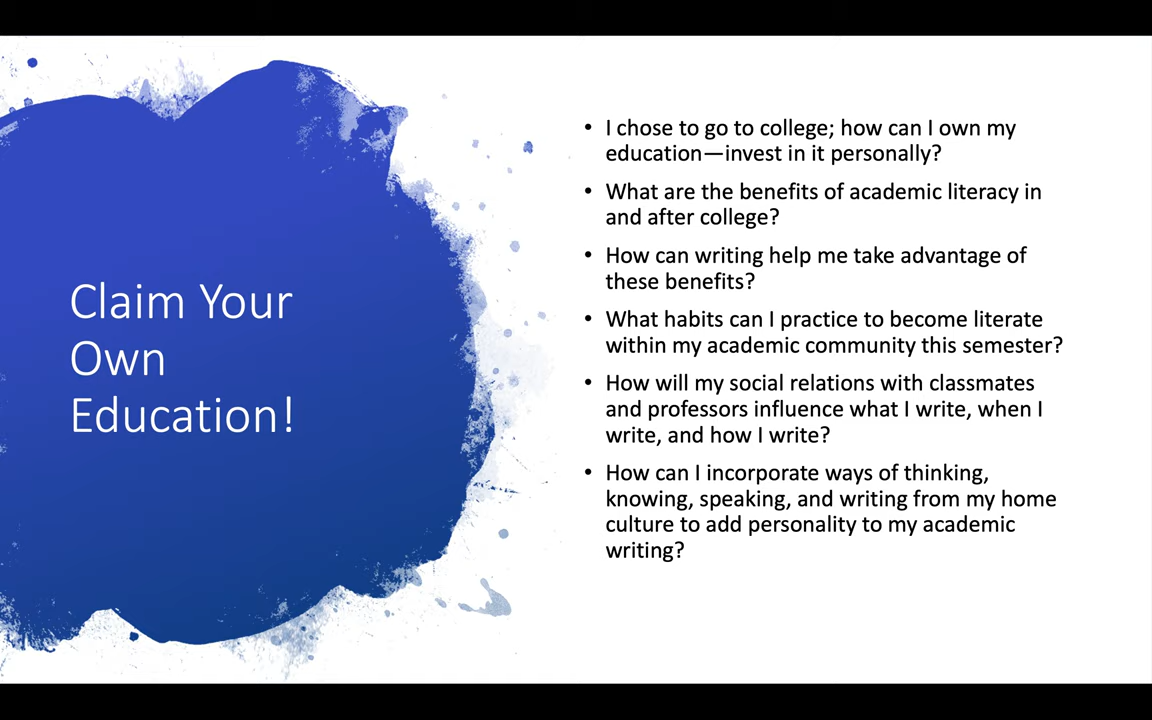 Claim Your
Own
Education!
• I chose to go to college; how can I own my
education—invest in it personally?
• What are the benefits of academic literacy in
and after college?
• How can writing help me take advantage of
these benefits?
• What habits can I practice to become literate
within my academic community this semester?
• How will my social relations with classmates
and professors influence what I write, when I
write, and how I write?
• How can I incorporate ways of thinking,
knowing, speaking, and writing from my home
culture to add personality to my academic
writing?